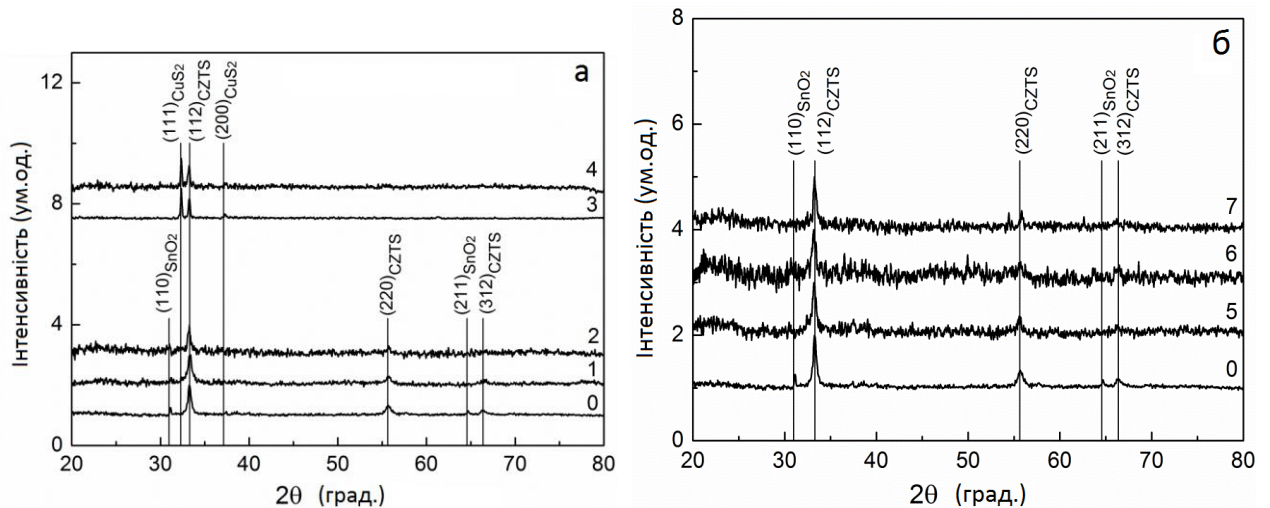 а
Інтенсивність (ум.од.)
12
8
4
0
(111)CuS2
(112)CZTS
(200)CuS2
4
3
(110)SnO2
(220)CZTS
(211)SnO2
(312)CZTS
2
1
0
20 30 40 50 60 70 80
2θ (град.)
б
Інтенсивність (ум.од.)
8
6
4
2
0
(110)SnO2
(112)CZTS
(220)CZTS
(211)SnO2
(312)CZTS
7
6
5
0
20 30 40 50 60 70 80
2θ (град.)